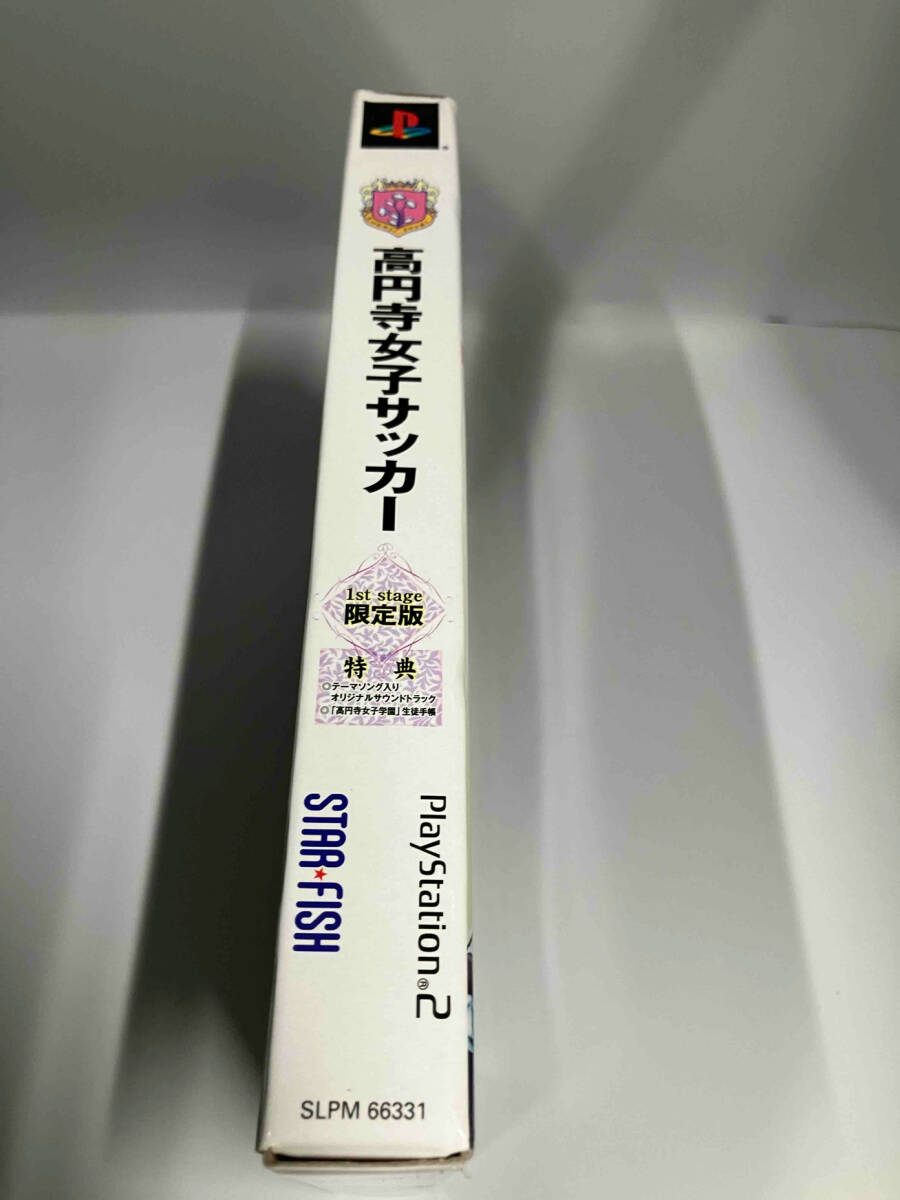 高円寺女子サッカー
1st stage
限定版
特典
◎テーマソング入り
オリジナルサウンドトラック
◎「高円寺女子学園」生徒手帳
PlayStation®2
STAR★FISH
SLPM 66331